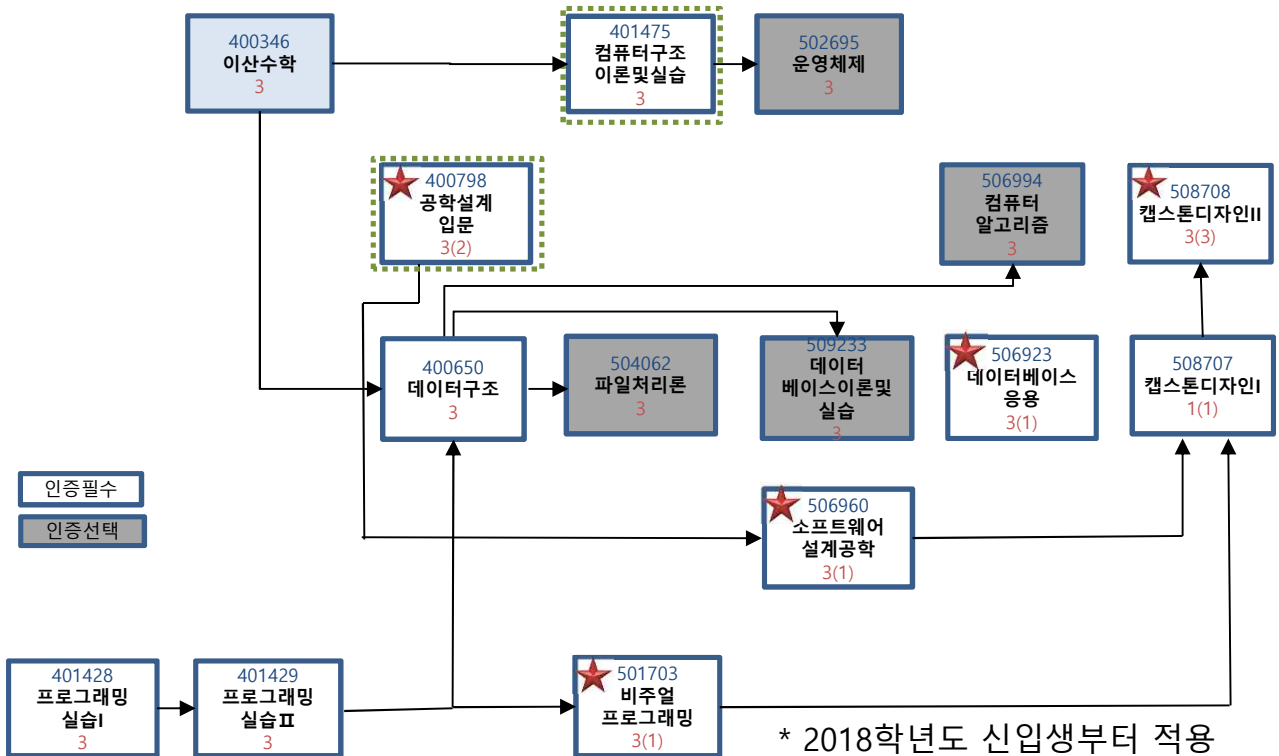 400346
이산수학
3
401475
컴퓨터구조
이론및실습
3
502695
운영체제
3
400798
공학설계
입문
3(2)
506994
컴퓨터
알고리즘
3
508708
캡스톤디자인II
3(3)
400650
데이터구조
3
504062
파일처리론
3
509233
데이터
베이스이론및
실습
3
506923
데이터베이스
응용
3(1)
508707
캡스톤디자인I
1(1)
인증필수
인증선택
506960
소프트웨어
설계공학
3(1)
401428
프로그래밍
실습I
3
401429
프로그래밍
실습Ⅱ
3
501703
비주얼
프로그래밍
3(1)
* 2018학년도 신입생부터 적용